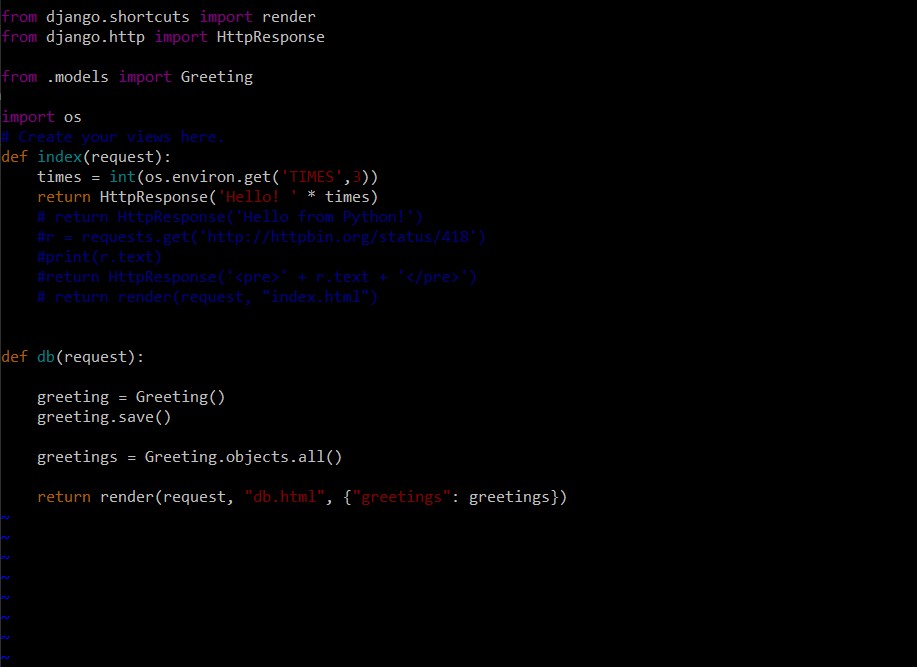 from django.shortcuts import render
from django.http import HttpResponse
from .models import Greeting
import os
# Create your views here.
def index(request):
    times = int(os.environ.get('TIMES',3))
    return HttpResponse('Hello! ' * times)
    # return HttpResponse('Hello from Python!')
    #r = requests.get('http://httpbin.org/status/418')
    #print(r.text)
    #return HttpResponse('<pre>' + r.text + '</pre>')
    # return render(request, "index.html")
def db(request):
    greeting = Greeting()
    greeting.save()
    greetings = Greeting.objects.all()
    return render(request, "db.html", {"greetings": greetings})
~
~
~
~
~
~
~
~